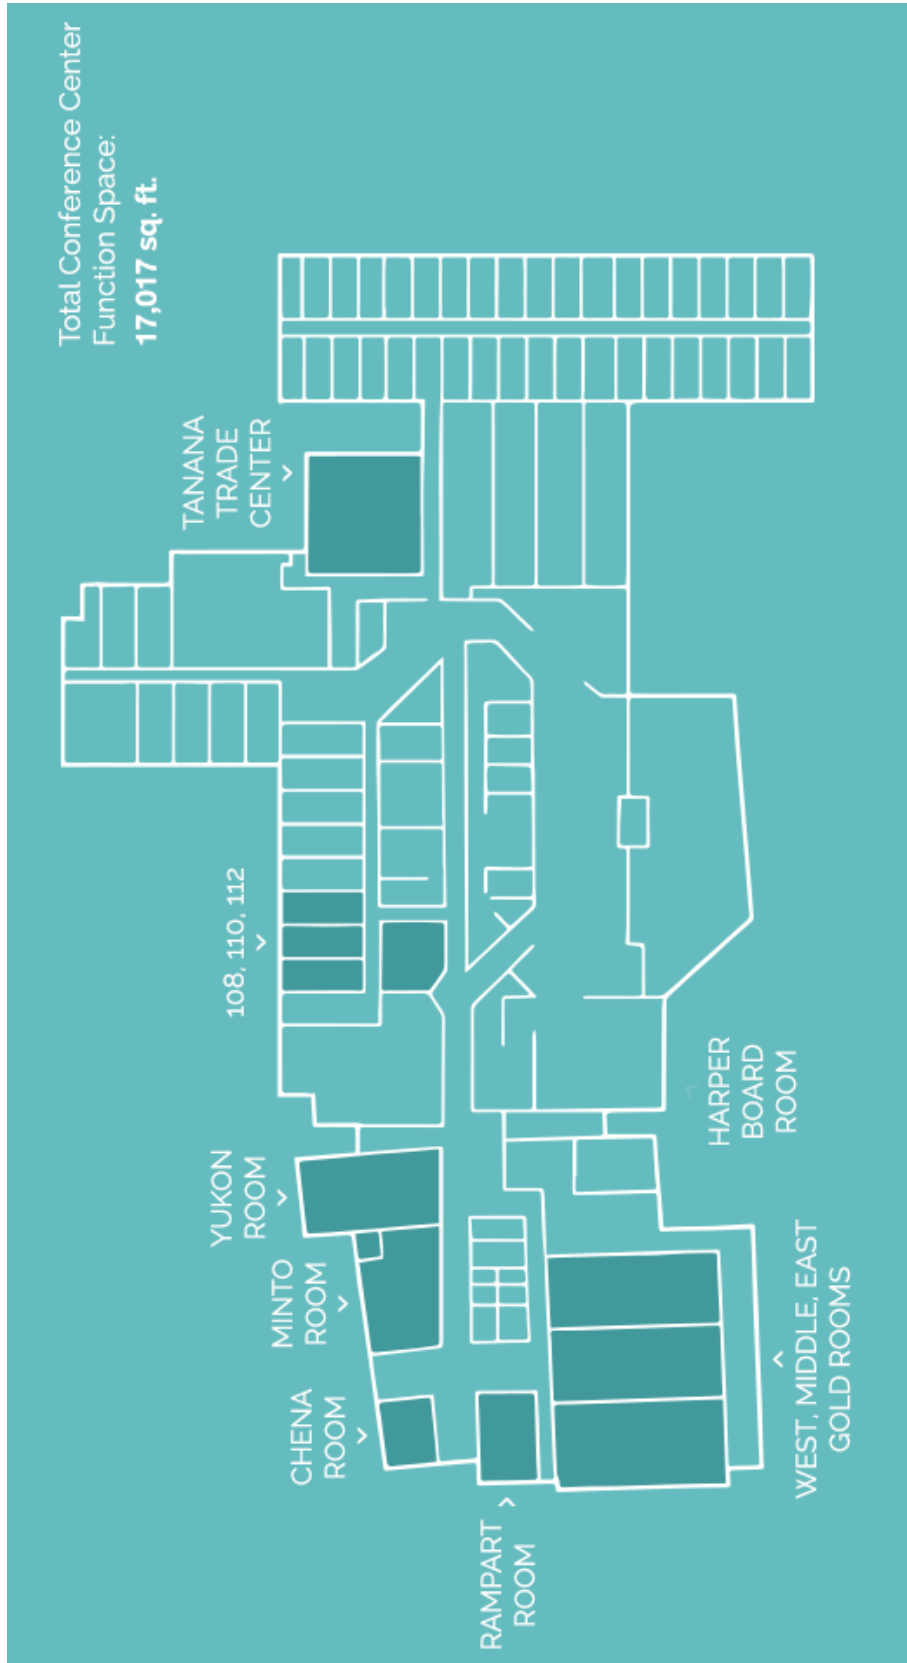 Total Conference Center
Function Space:
17,017 sq. ft.
TANANA
TRADE
CENTER
108, 110, 112
YUKON
ROOM
MINTO
ROOM
CHENA
ROOM
RAMPART
ROOM
HARPER
BOARD
ROOM
WEST, MIDDLE, EAST
GOLD ROOMS